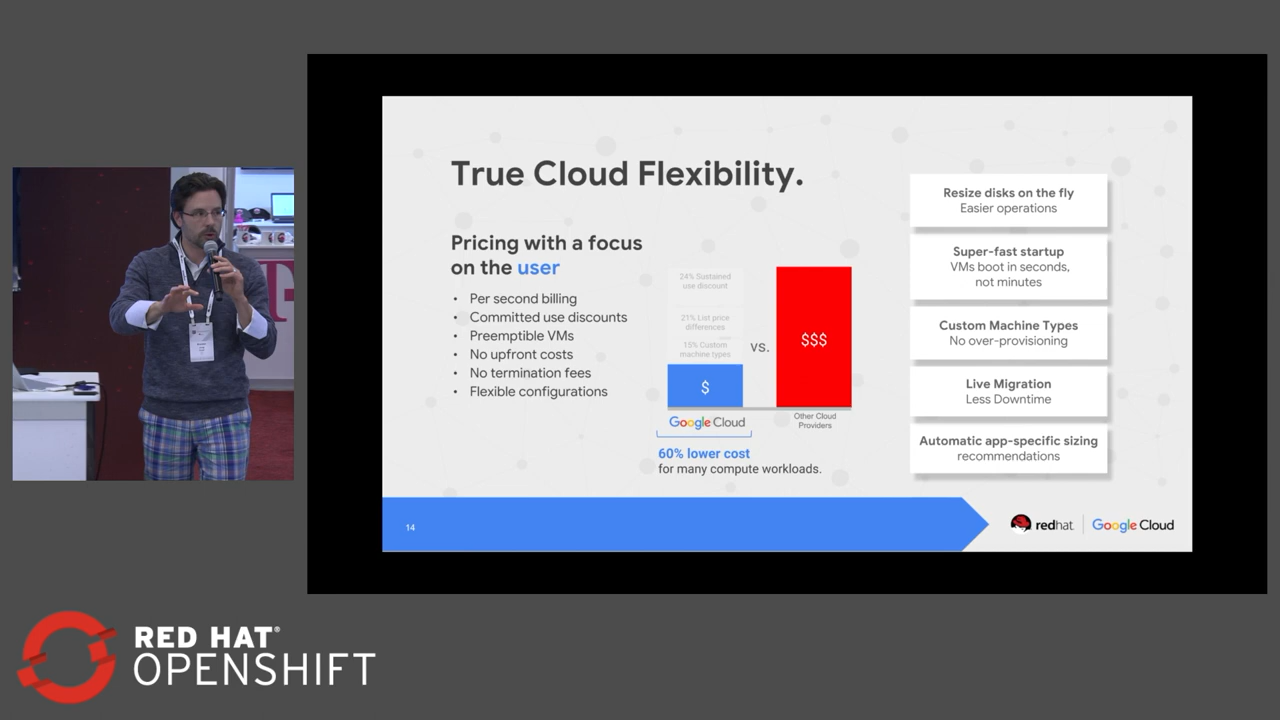 True Cloud Flexibility.
Pricing with a focus
on the user
• Per second billing
• Committed use discounts
• Preemptible VMs
• No upfront costs
• No termination fees
• Flexible configurations
24% Sustained
use discount
21% List price
differences
15% Custom
machine types
$
vs.
$$$
Google Cloud
Other Cloud
Providers
60% lower cost
for many compute workloads.
Resize disks on the fly
Easier operations
Super-fast startup
VMs boot in seconds,
not minutes
Custom Machine Types
No over-provisioning
Live Migration
Less Downtime
Automatic app-specific sizing
recommendations
14
redhat
Google Cloud
RED HAT®
OPENSHIFT